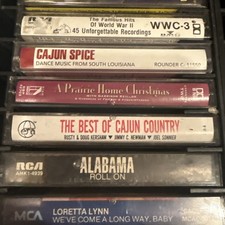 The Famous Hits
Of World War II
45 Unforgettable Recordings
WWC-3
CAJUN SPICE
DANCE MUSIC FROM SOUTH LOUISIANA
ROUNDER
A Prairie Home Christmas
THE BEST OF CAJUN COUNTRY
RUSTY & DOUG KERSHAW | JIMMY C. NEWMAN | JOEL SONNIER
RCA
ALABAMA
ROLL ON
MCA
LORETTA LYNN
WE'VE COME A LONG WAY, BABY